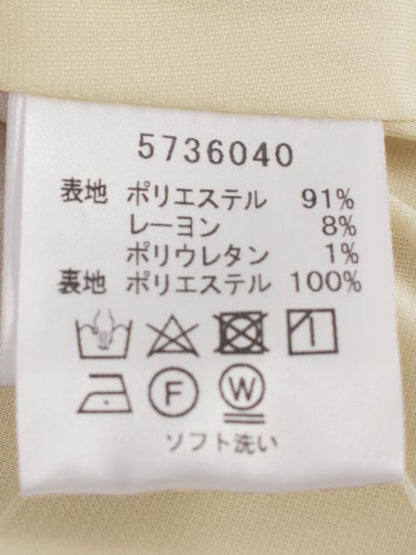 5736040
表地 ポリエステル 91%
レーヨン 8%
ポリウレタン 1%
裏地 ポリエステル 100%
F W
ソフト洗い